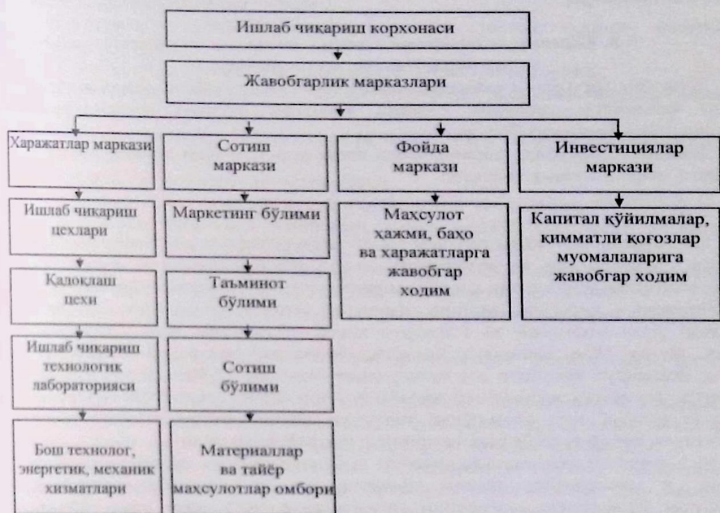 Ишлаб чиқариш корхонаси
Жавобгарлик марказлари
Харажатлар маркази
Сотиш
маркази
Фойда
маркази
Инвестициялар
маркази
Ишлаб чиқариш
цехлари
Маркетинг бўлими
Маҳсулот
ҳажми, баҳо
ва харажатларга
жавобгар
ходим
Капитал қўйилмалар,
қимматли қоғозлар
муомалаларига
жавобгар ходим
Қадоқлаш
цехи
Таъминот
бўлими
Ишлаб чиқариш
технологик
лабораторияси
Сотиш
бўлими
Бош технолог,
энергетик, механик
хизматлари
Материаллар
ва тайёр
маҳсулотлар омбори